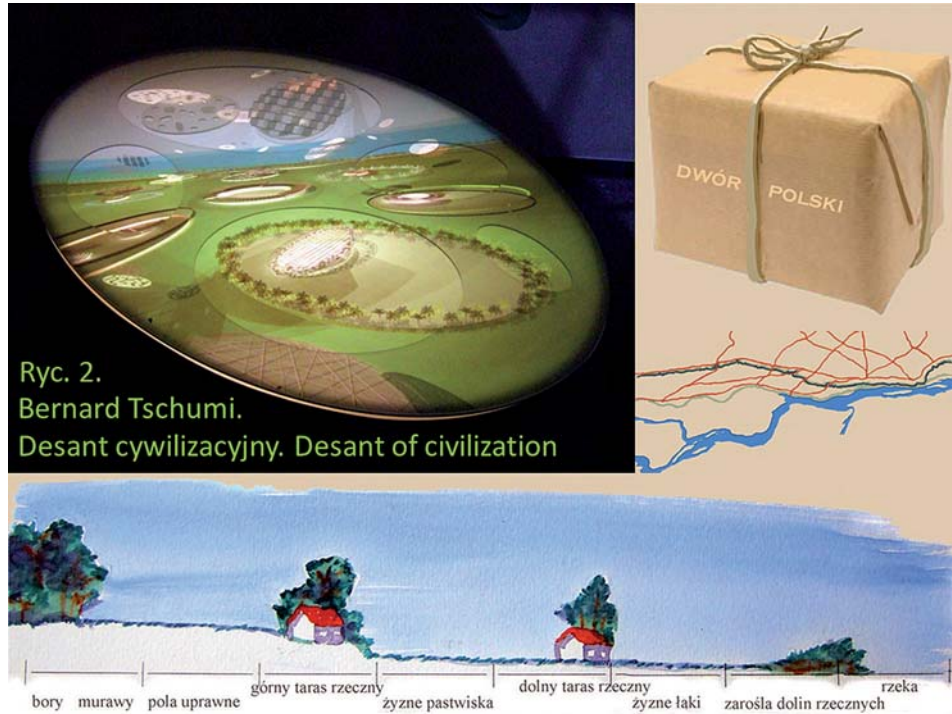 Ryc. 2.
Bernard Tschumi.
Desant cywilizacyjny. Desant of civilization
DWÓR POLSKI
bory murawy pola uprawne górny taras rzeczny żyzne pastwiska dolny taras rzeczny żyzne łąki zarośla dolin rzecznych rzeka